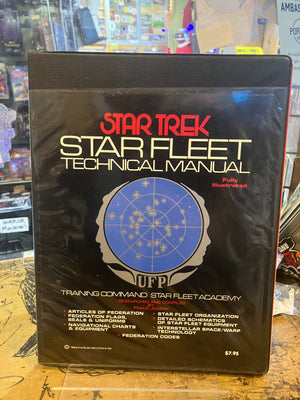 STAR TREK
STAR FLEET
TECHNICAL MANUAL
Fully
Illustrated
UFP
TRAINING COMMAND STAR FLEET ACADEMY
ARTICLES OF FEDERATION
FEDERATION FLAGS,
SEALS & UNIFORMS
NAVIGATIONAL CHARTS
& EQUIPMENT
STAR FLEET ORGANIZATION
DETAILED SCHEMATICS
OF STAR FLEET EQUIPMENT
INTERSTELLAR SPACE/WARP
TECHNOLOGY
FEDERATION CODES
$7.95